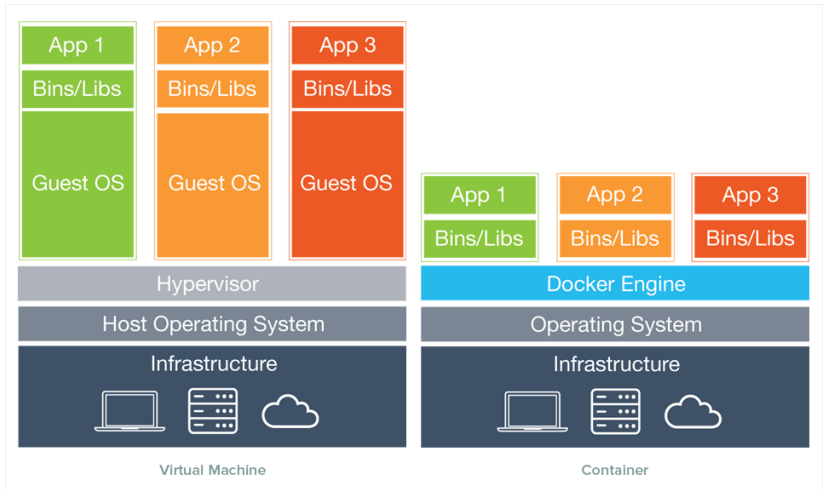 App 1
Bins/Libs
Guest OS
App 2
Bins/Libs
Guest OS
App 3
Bins/Libs
Guest OS
Hypervisor
Host Operating System
Infrastructure
Virtual Machine
App 1
Bins/Libs
App 2
Bins/Libs
App 3
Bins/Libs
Docker Engine
Operating System
Infrastructure
Container